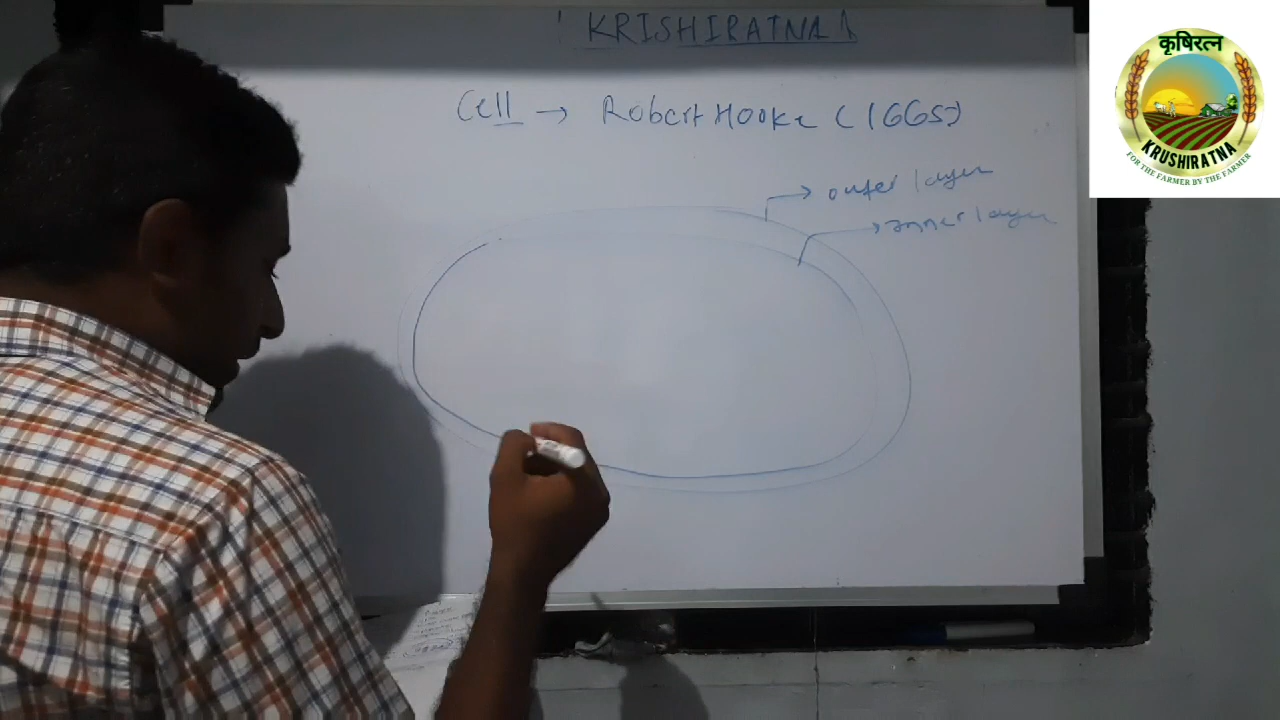 KRISHIRATNA
Cell → Robert Hooke (1665)
outer layer
inner layer
कृषिरत्न
KRUSHIRATNA
FOR THE FARMER BY THE FARMER